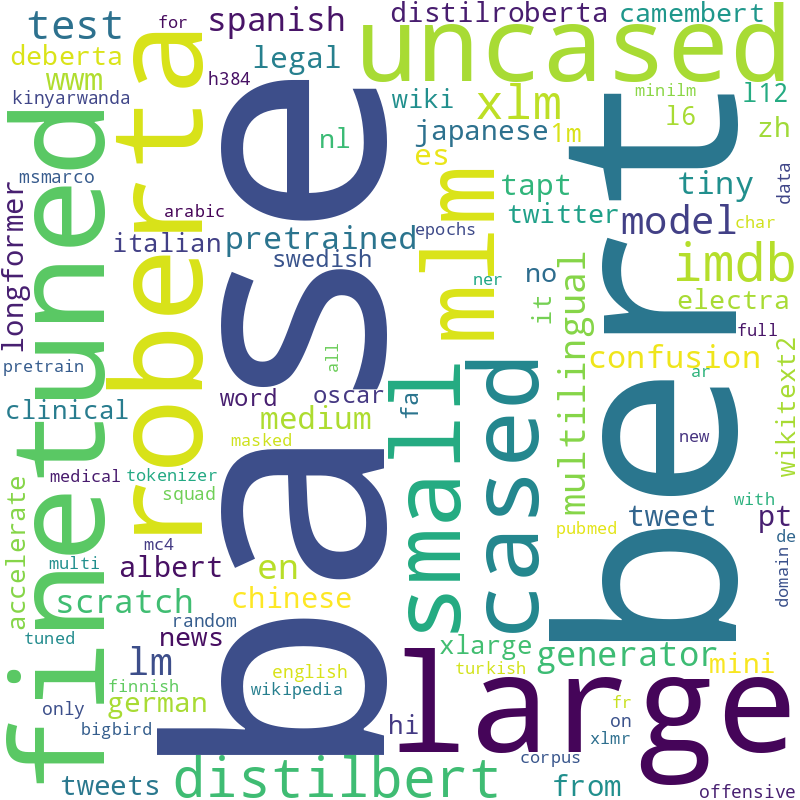 test
for
spanish
distilroberta
camembert
uncased
deberta
legal
wwm
h384
kinyarwanda
wiki
xlm
minilm
l6
l12
finetuned
roberta
base
nl
japanese
1m
zh
bert
msmarco
es
tapt
tiny
data
longformer
arabic
mlm
twitter
model
char
italian
pretrained
epochs
swedish
ner
no
imdb
it
multilingual
electra
full
pretrain
all
confusion
ar
wikitext2
clinical
word
oscar
fa
small
cased
medium
masked
new
medical
tokenizer
squad
accelerate
with
pubmed
tweet
pt
mc4
multi
albert
en
de
domain
scratch
chinese
random
tuned
news
xlarge
generator
lm
english
turkish
mini
finnish
wikipedia
large
german
fr
only
bigbird
hi
on
xlmr
corpus
tweets
distilbert
from
offensive